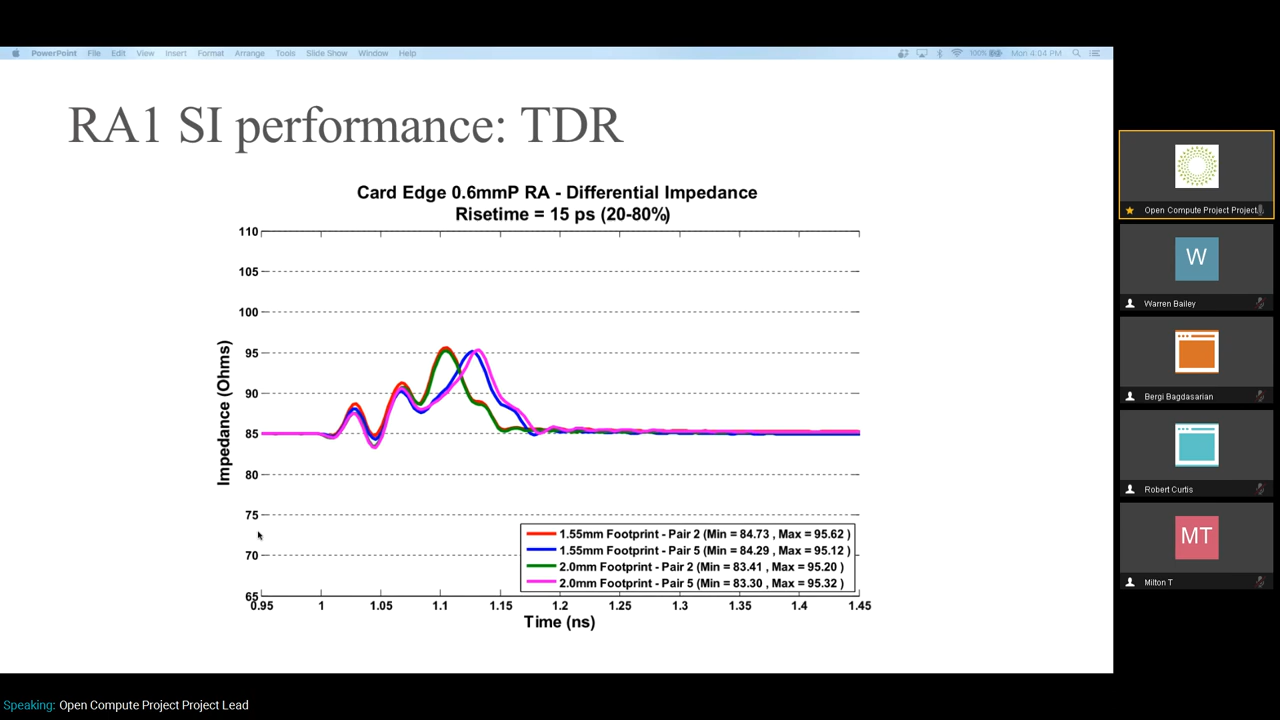 PowerPoint File Edit View Insert Format Arrange Tools Slide Show Window Help 100% Mon 4:04 PM
RA1 SI performance: TDR
Card Edge 0.6mmP RA - Differential Impedance
Risetime = 15 ps (20-80%)
Impedance (Ohms)
110
105
100
95
90
85
80
75
70
65
1.55mm Footprint - Pair 2 (Min = 84.73 , Max = 95.62 )
1.55mm Footprint - Pair 5 (Min = 84.29 , Max = 95.12 )
2.0mm Footprint - Pair 2 (Min = 83.41 , Max = 95.20 )
2.0mm Footprint - Pair 5 (Min = 83.30 , Max = 95.32 )
0.95 1 1.05 1.1 1.15 1.2 1.25 1.3 1.35 1.4 1.45
Time (ns)
Open Compute Project Project...
W
Warren Bailey
Bergi Bagdasarian
Robert Curtis
MT
Milton T
Speaking: Open Compute Project Project Lead